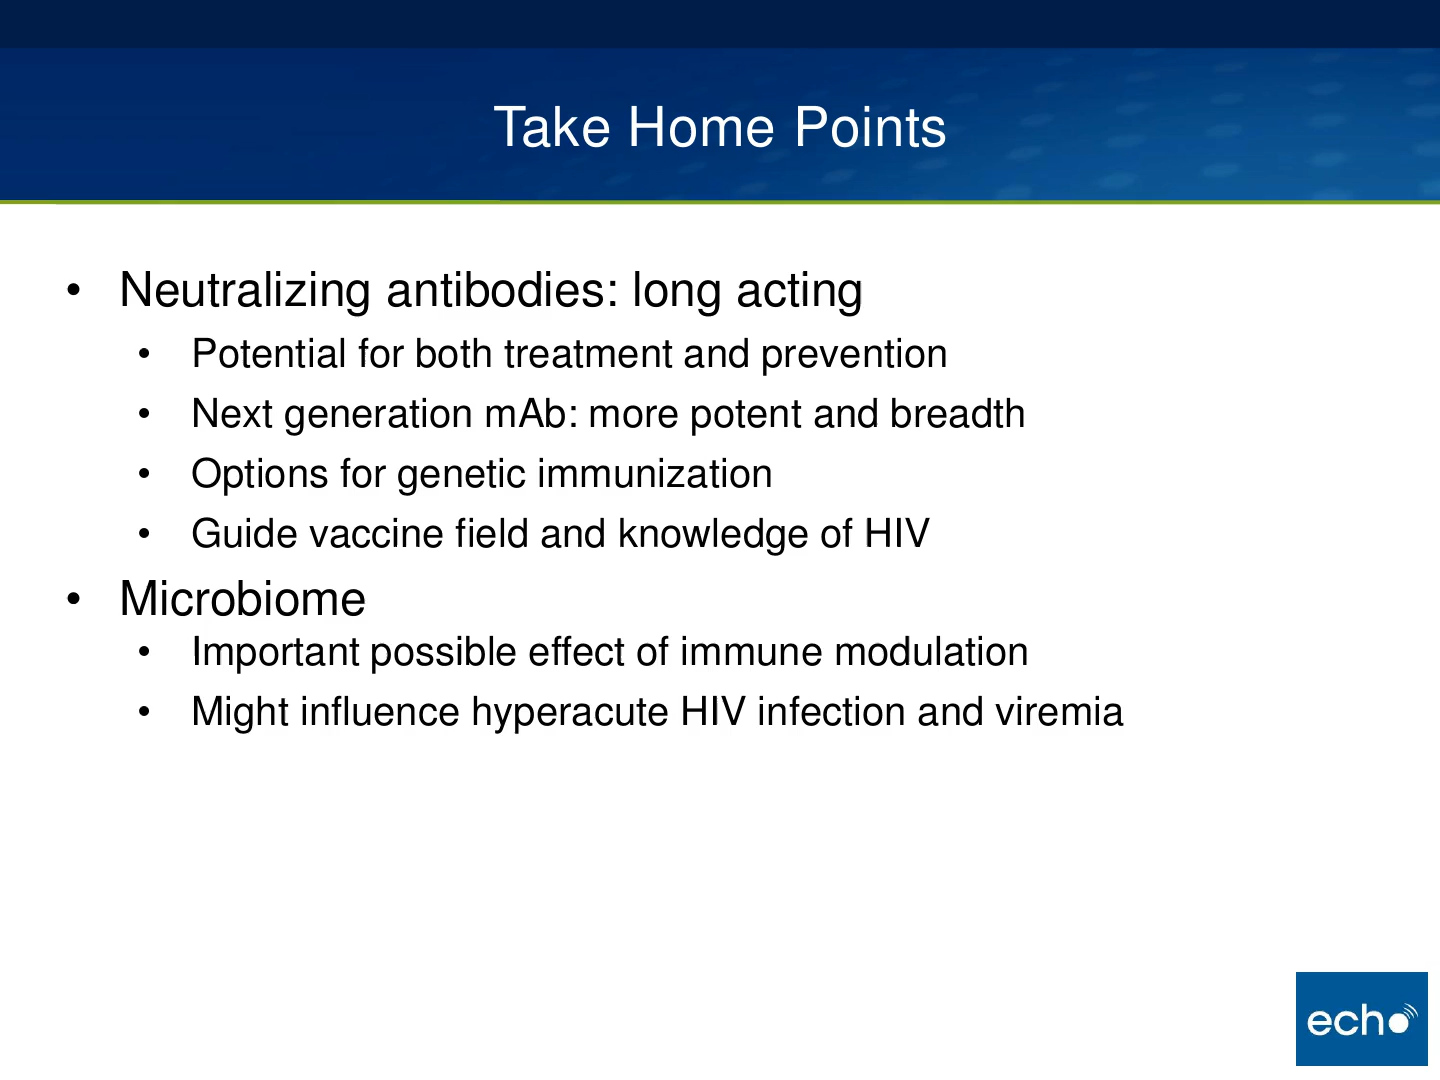 Take Home Points
• Neutralizing antibodies: long acting
• Potential for both treatment and prevention
• Next generation mAb: more potent and breadth
• Options for genetic immunization
• Guide vaccine field and knowledge of HIV
• Microbiome
• Important possible effect of immune modulation
• Might influence hyperacute HIV infection and viremia
echo